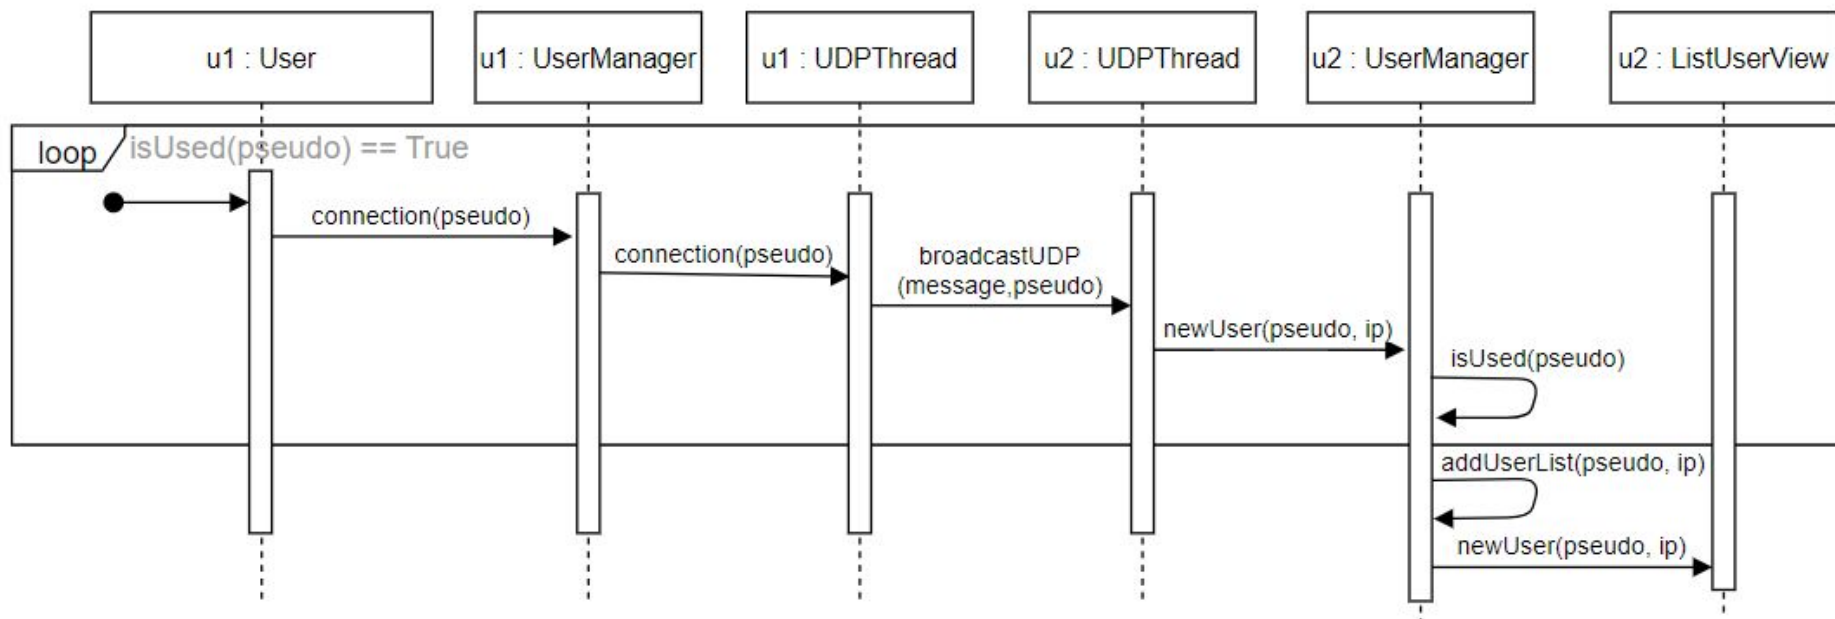 u1 : User
u1 : UserManager
u1 : UDPThread
u2 : UDPThread
u2 : UserManager
u2 : ListUserView
loop
isUsed(pseudo) == True
connection(pseudo)
connection(pseudo)
broadcastUDP
(message,pseudo)
newUser(pseudo, ip)
isUsed(pseudo)
addUserList(pseudo, ip)
newUser(pseudo, ip)